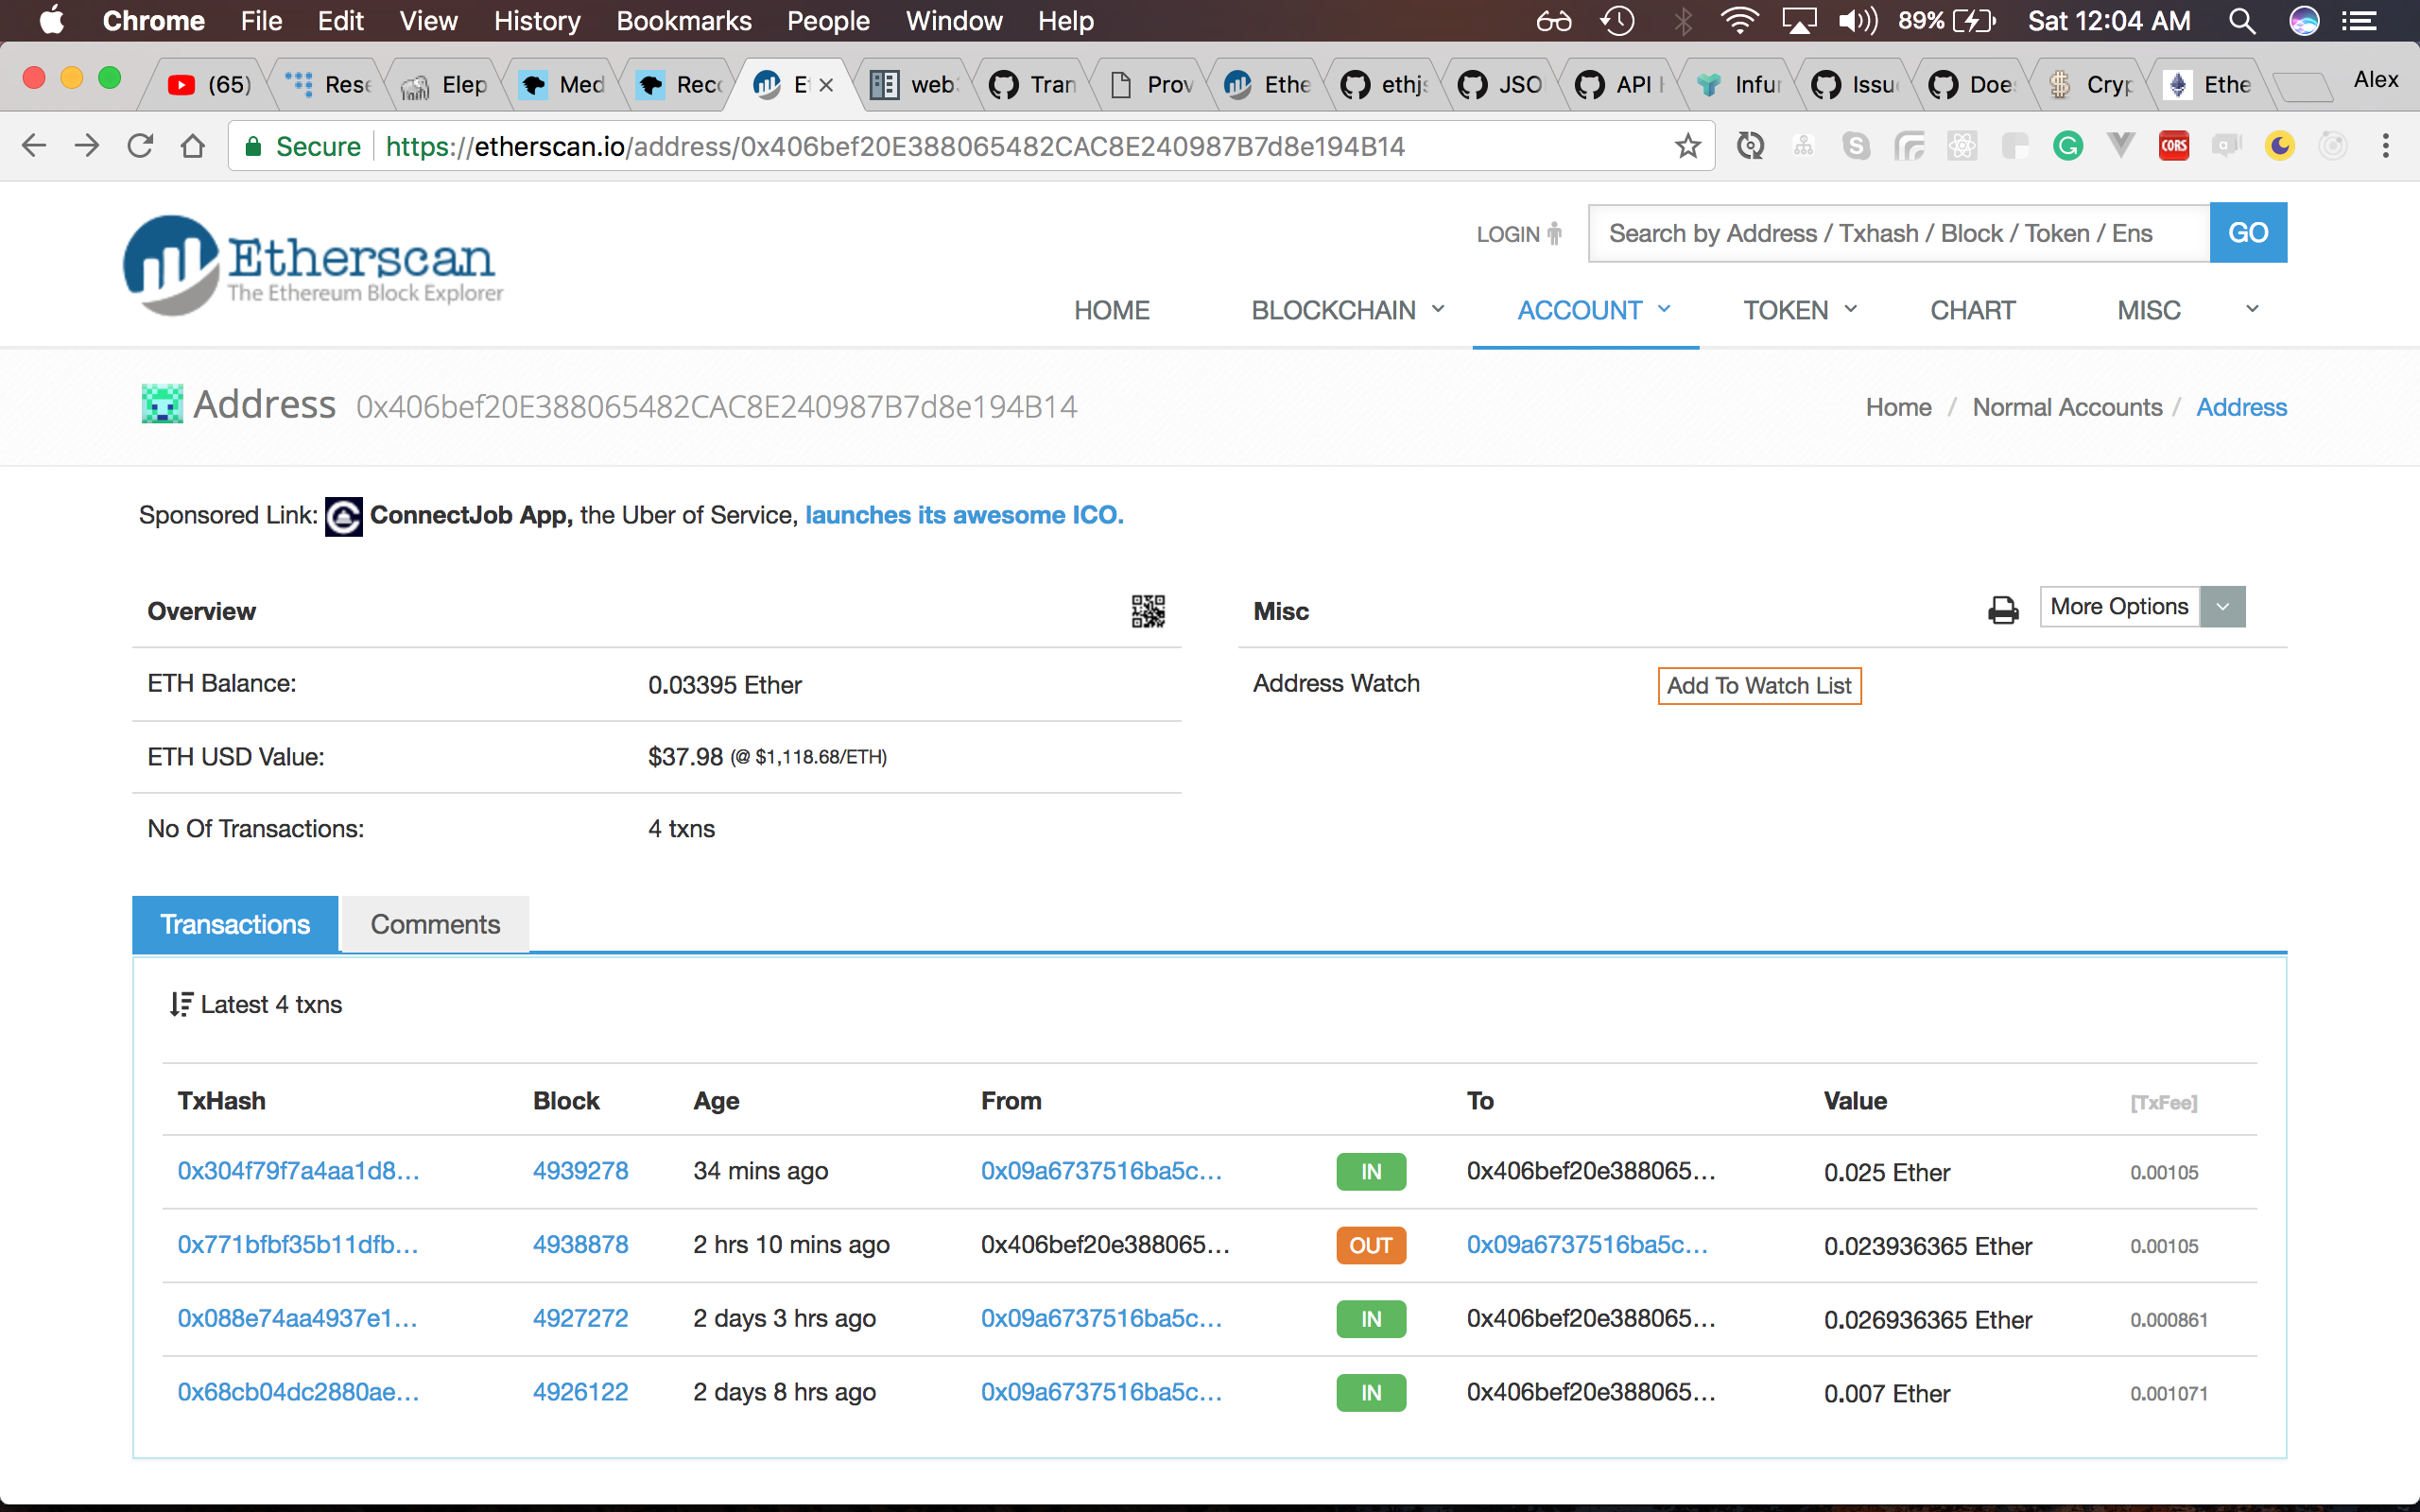 Chrome File Edit View History Bookmarks People Window Help 89% Sat 12:04 AM
(65) Rese Elep Med Reco Et web3 Tran Prov Ethe ethjs JSO API Infur Issu Does Cryp Ethe Alex
Secure https://etherscan.io/address/0x406bef20E388065482CAC8E240987B7d8e194B14 CORS
Etherscan
The Ethereum Block Explorer
LOGIN Search by Address / Txhash / Block / Token / Ens GO
HOME BLOCKCHAIN ACCOUNT TOKEN CHART MISC
Address 0x406bef20E388065482CAC8E240987B7d8e194B14 Home / Normal Accounts / Address
Sponsored Link: ConnectJob App, the Uber of Service, launches its awesome ICO.
Overview
ETH Balance: 0.03395 Ether
ETH USD Value: $37.98 (@ $1,118.68/ETH)
No Of Transactions: 4 txns
Misc More Options
Address Watch Add To Watch List
Transactions Comments
Latest 4 txns
TxHash Block Age From To Value [TxFee]
0x304f79f7a4aa1d8... 4939278 34 mins ago 0x09a6737516ba5c... IN 0x406bef20e388065... 0.025 Ether 0.00105
0x771bfbf35b11dfb... 4938878 2 hrs 10 mins ago 0x406bef20e388065... OUT 0x09a6737516ba5c... 0.023936365 Ether 0.00105
0x088e74aa4937e1... 4927272 2 days 3 hrs ago 0x09a6737516ba5c... IN 0x406bef20e388065... 0.026936365 Ether 0.000861
0x68cb04dc2880ae... 4926122 2 days 8 hrs ago 0x09a6737516ba5c... IN 0x406bef20e388065... 0.007 Ether 0.001071